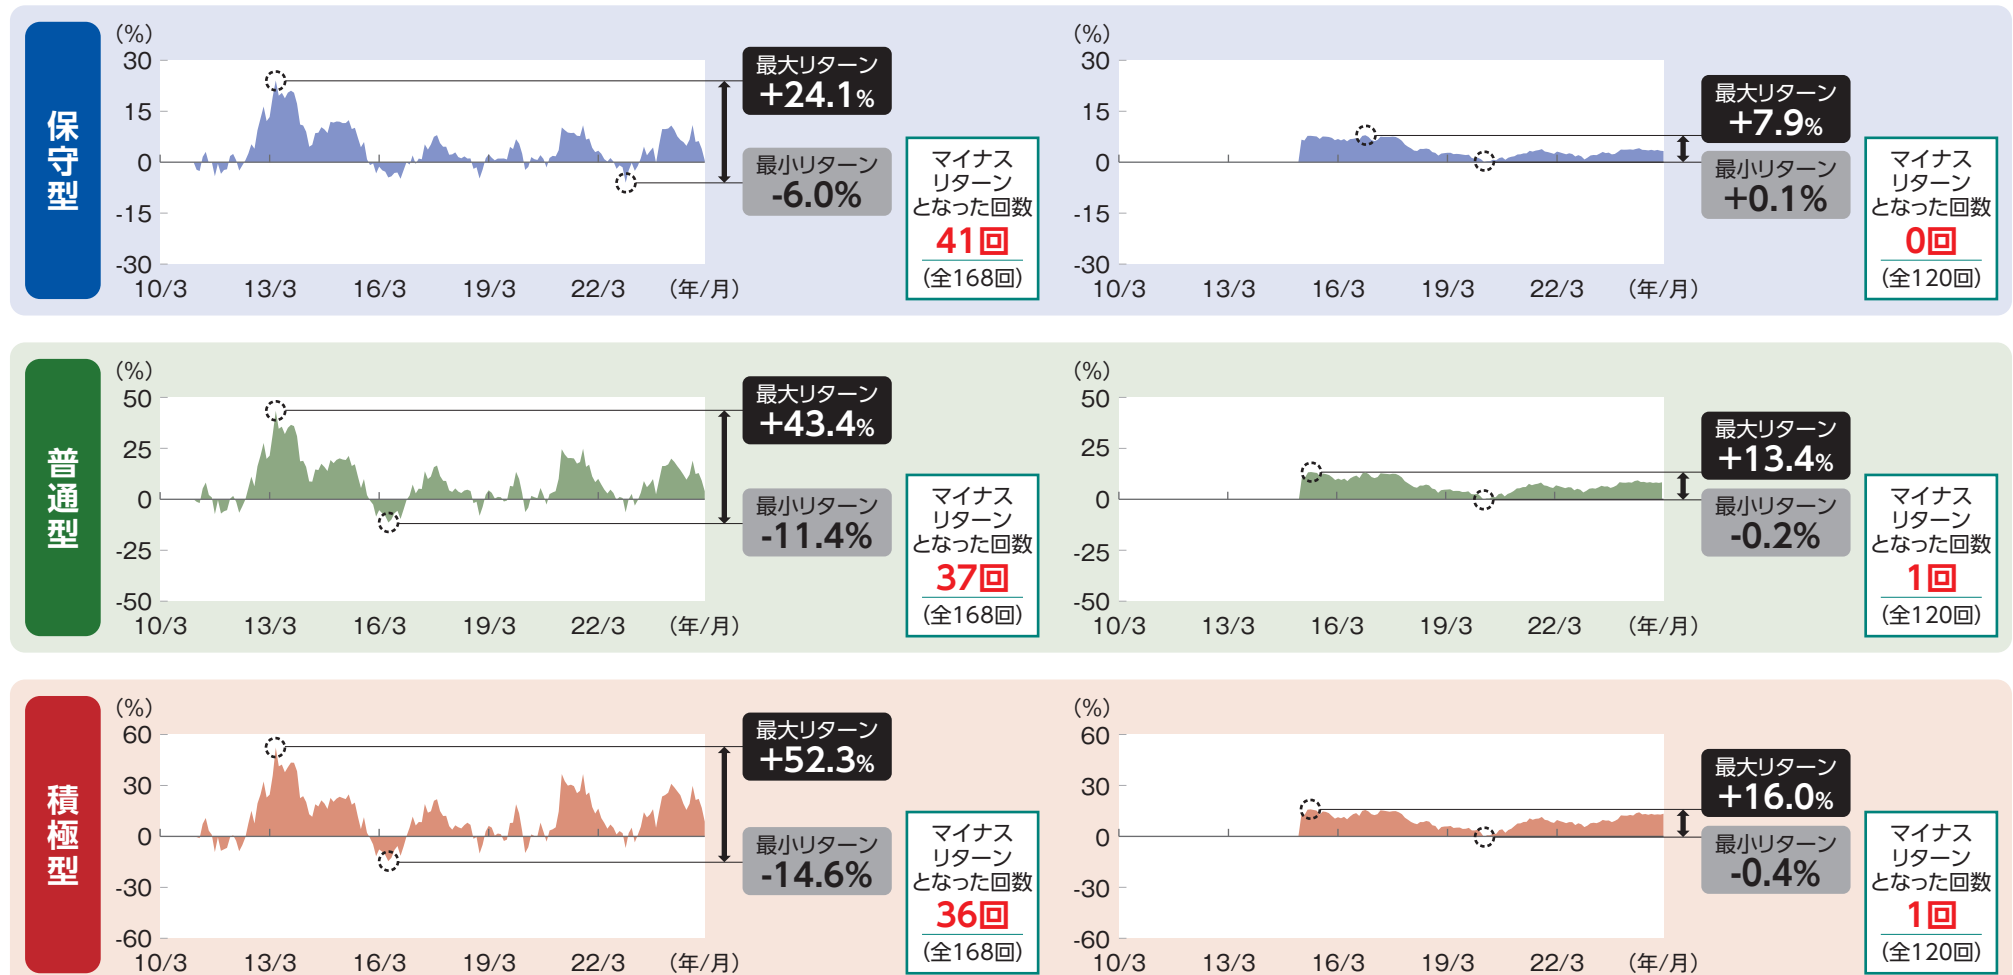 保守型
(%)
30
15
0
-15
-30
10/3 13/3 16/3 19/3 22/3 (年/月)
最大リターン
+24.1%
最小リターン
-6.0%
マイナス
リターン
となった回数
41回
(全168回)
(%)
30
15
0
-15
-30
10/3 13/3 16/3 19/3 22/3 (年/月)
最大リターン
+7.9%
最小リターン
+0.1%
マイナス
リターン
となった回数
0回
(全120回)
普通型
(%)
50
25
0
-25
-50
10/3 13/3 16/3 19/3 22/3 (年/月)
最大リターン
+43.4%
最小リターン
-11.4%
マイナス
リターン
となった回数
37回
(全168回)
(%)
50
25
0
-25
-50
10/3 13/3 16/3 19/3 22/3 (年/月)
最大リターン
+13.4%
最小リターン
-0.2%
マイナス
リターン
となった回数
1回
(全120回)
積極型
(%)
60
30
0
-30
-60
10/3 13/3 16/3 19/3 22/3 (年/月)
最大リターン
+52.3%
最小リターン
-14.6%
マイナス
リターン
となった回数
36回
(全168回)
(%)
60
30
0
-30
-60
10/3 13/3 16/3 19/3 22/3 (年/月)
最大リターン
+16.0%
最小リターン
-0.4%
マイナス
リターン
となった回数
1回
(全120回)